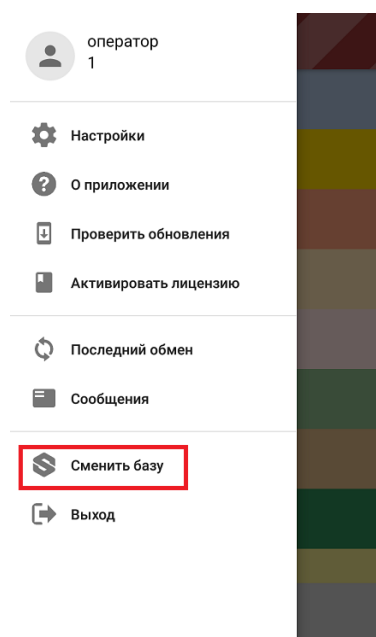 оператор
1
Настройки
О приложении
Проверить обновления
Активировать лицензию
Последний обмен
Сообщения
Сменить базу
Выход